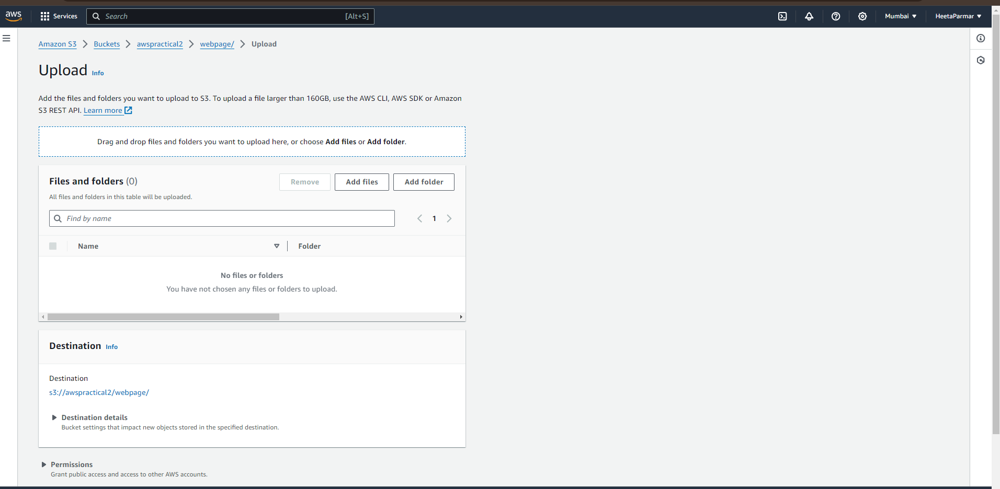 aws
Services
Search
[Alt+S]
Mumbai
HeetaParmar
Amazon S3
Buckets
awspractical2
webpage/
Upload
Upload Info
Add the files and folders you want to upload to S3. To upload a file larger than 160GB, use the AWS CLI, AWS SDK or Amazon
S3 REST API. Learn more
Drag and drop files and folders you want to upload here, or choose Add files or Add folder.
Files and folders (0)
Remove
Add files
Add folder
All files and folders in this table will be uploaded.
Find by name
1
Name
Folder
No files or folders
You have not chosen any files or folders to upload.
Destination Info
Destination
s3://awspractical2/webpage/
Destination details
Bucket settings that impact new objects stored in the specified destination.
Permissions
Grant public access and access to other AWS accounts.